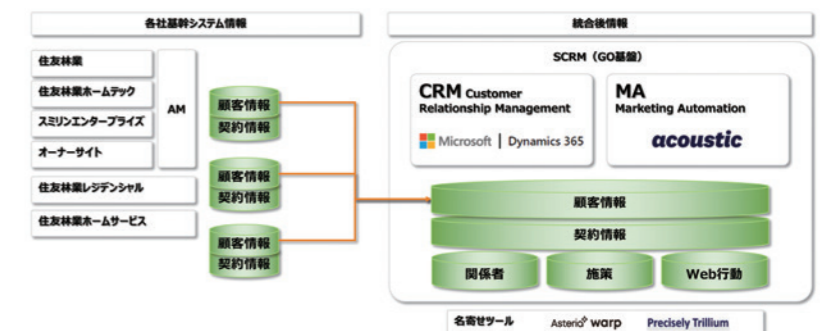 各社基幹システム情報
統合後情報
住友林業
住友林業ホームテック
スミリンエンタープライズ
オーナーサイト
AM
住友林業レジデンシャル
住友林業ホームサービス
顧客情報
契約情報
顧客情報
契約情報
顧客情報
契約情報
SCRM（GO基盤）
CRM Customer
Relationship Management
Microsoft | Dynamics 365
MA
Marketing Automation
acoustic
顧客情報
契約情報
関係者
施策
Web行動
名寄せツール
Asteria warp
Precisely Trillium